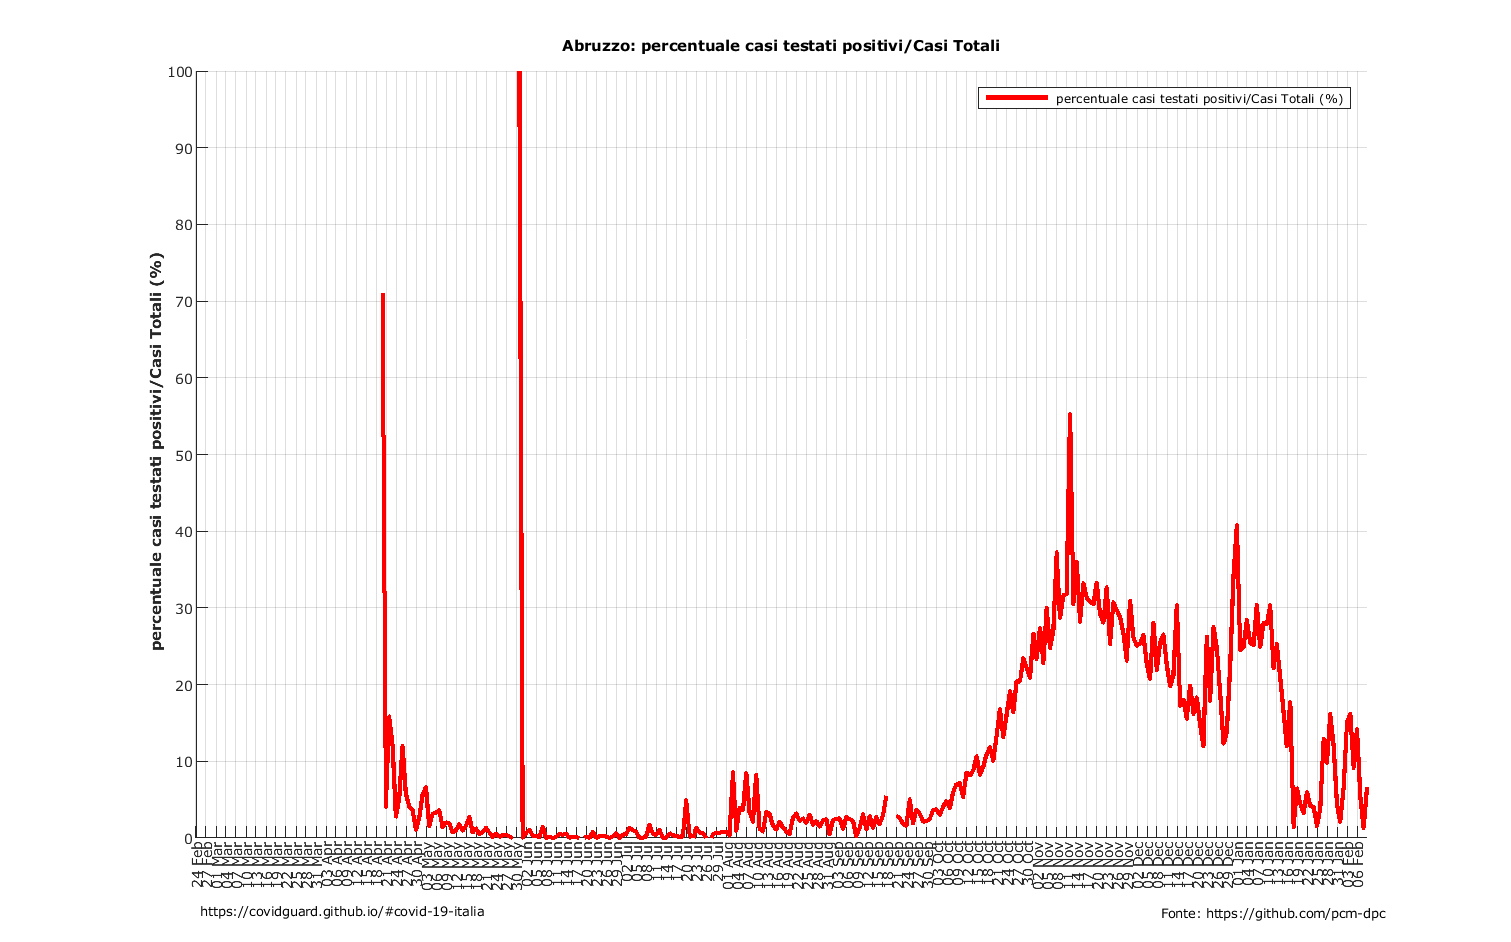 Abruzzo: percentuale casi testati positivi/Casi Totali
percentuale casi testati positivi/Casi Totali (%)
percentuale casi testati positivi/Casi Totali (%)
100
90
80
70
60
50
40
30
20
10
0
24 Feb
27 Feb
01 Mar
04 Mar
07 Mar
10 Mar
13 Mar
16 Mar
19 Mar
22 Mar
25 Mar
28 Mar
31 Mar
03 Apr
06 Apr
09 Apr
12 Apr
15 Apr
18 Apr
21 Apr
24 Apr
27 Apr
30 Apr
03 May
06 May
09 May
12 May
15 May
18 May
21 May
24 May
27 May
30 May
02 Jun
05 Jun
08 Jun
11 Jun
14 Jun
17 Jun
20 Jun
23 Jun
26 Jun
29 Jun
02 Jul
05 Jul
08 Jul
11 Jul
14 Jul
17 Jul
20 Jul
23 Jul
26 Jul
29 Jul
01 Aug
04 Aug
07 Aug
10 Aug
13 Aug
16 Aug
19 Aug
22 Aug
25 Aug
28 Aug
31 Aug
03 Sep
06 Sep
09 Sep
12 Sep
15 Sep
18 Sep
24 Sep
27 Sep
30 Sep
03 Oct
06 Oct
09 Oct
12 Oct
15 Oct
18 Oct
21 Oct
24 Oct
27 Oct
30 Oct
02 Nov
05 Nov
08 Nov
11 Nov
14 Nov
17 Nov
20 Nov
23 Nov
26 Nov
29 Nov
02 Dec
05 Dec
08 Dec
11 Dec
14 Dec
17 Dec
20 Dec
23 Dec
26 Dec
29 Dec
01 Jan
04 Jan
07 Jan
10 Jan
13 Jan
16 Jan
19 Jan
22 Jan
25 Jan
28 Jan
31 Jan
03 Feb
06 Feb
https://covidguard.github.io/#covid-19-italia
Fonte: https://github.com/pcm-dpc